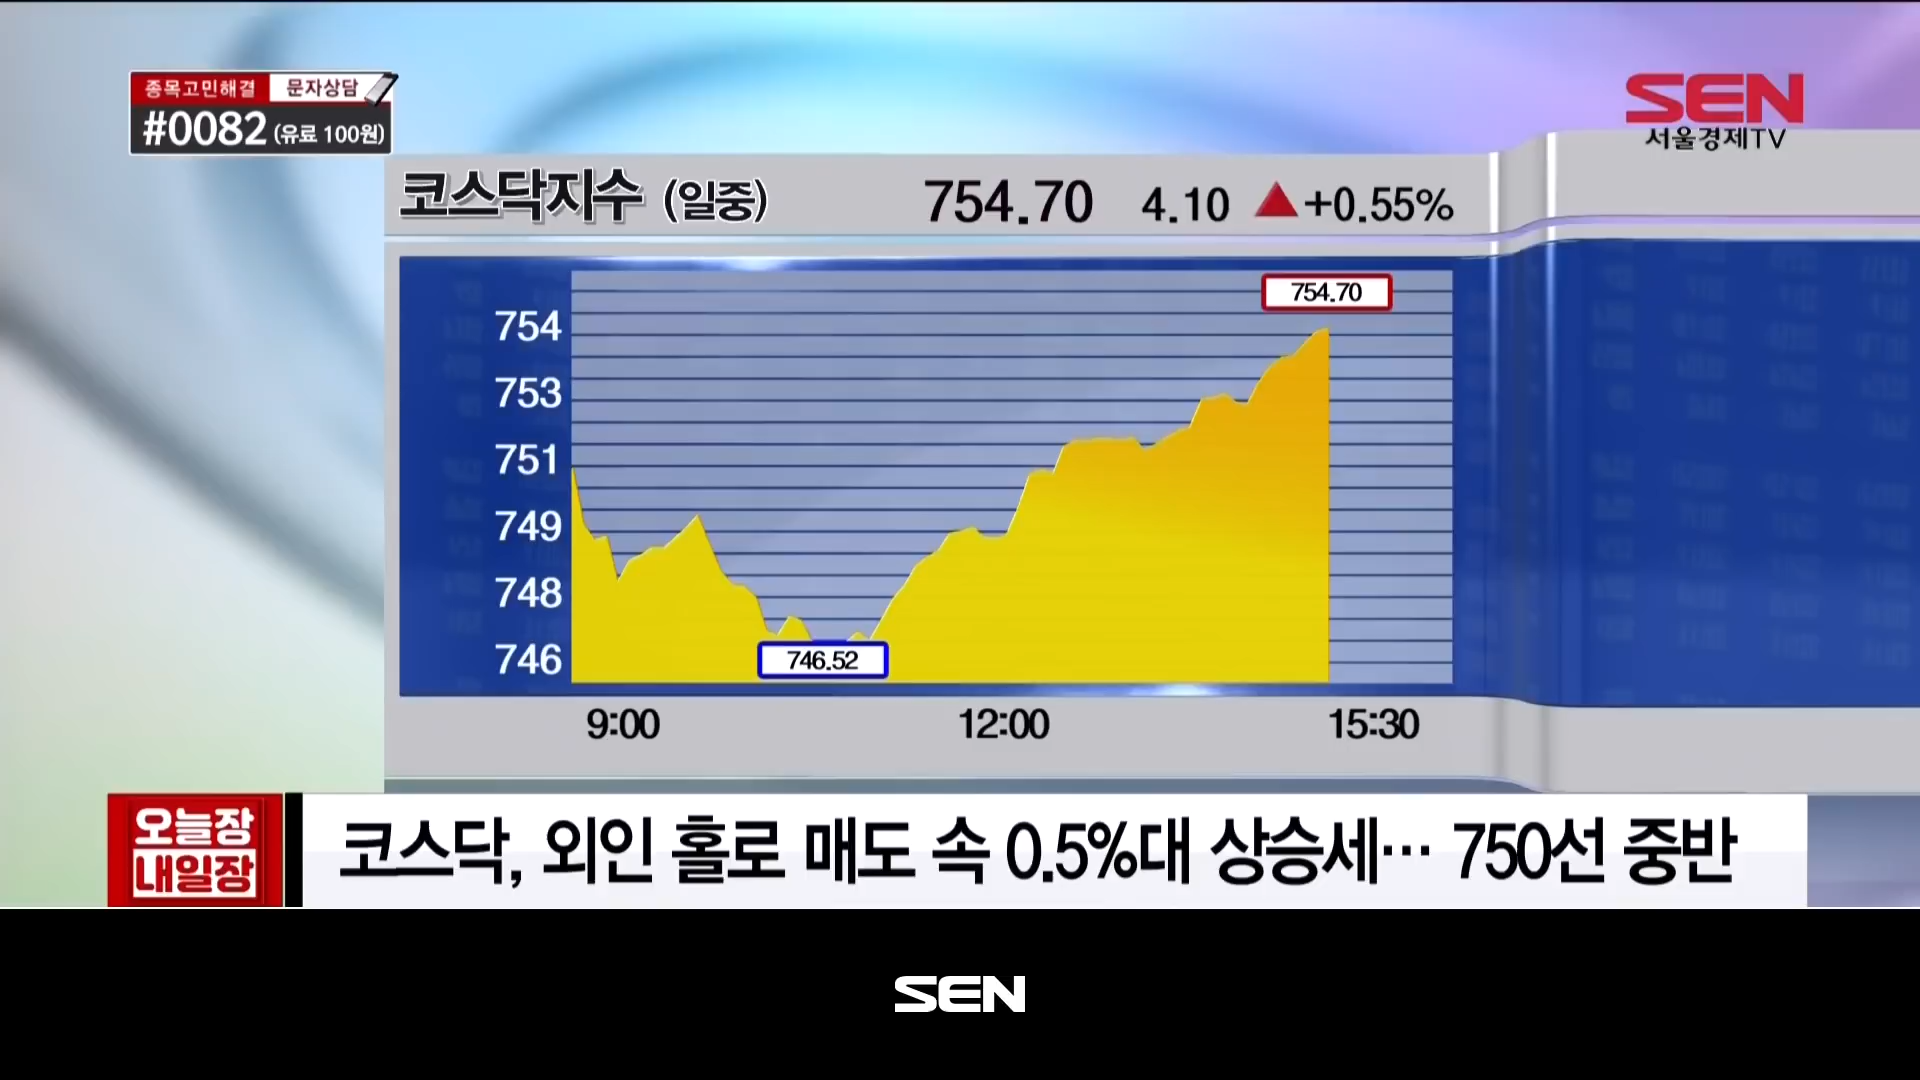 종목고민해결 문자상담
#0082 (유료 100원)
SEN
서울경제TV
코스닥지수 (일중) 754.70 4.10 ▲+0.55%
754.70
754
753
751
749
748
746
746.52
9:00 12:00 15:30
오늘장
내일장
코스닥, 외인 홀로 매도 속 0.5%대 상승세… 750선 중반
SEN